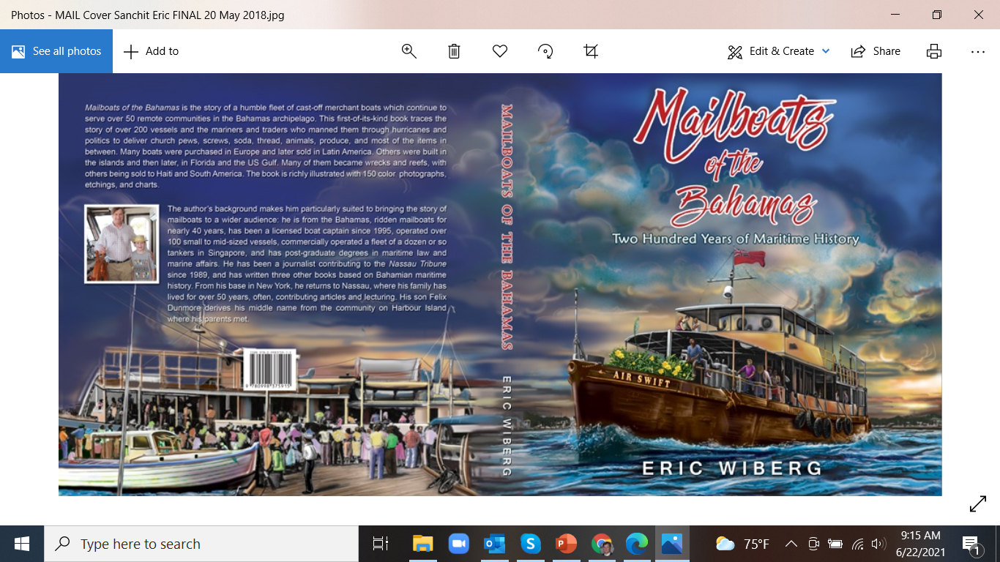 Photos - MAIL Cover Sanchit Eric FINAL 20 May 2018.jpg
See all photos
Add to
Edit & Create
Share
Mailboats of the Bahamas is the story of a humble fleet of cast-off merchant boats which continue to
serve over 50 remote communities in the Bahamas archipelago. This first-of-its-kind book traces the
story of over 200 vessels and the mariners and traders who manned them through hurricanes and
politics to deliver church pews, screws, soda, thread, animals, produce, and most of the items in
between. Many boats were purchased in Europe and later sold in Latin America. Others were built in
the islands and then later, in Florida and the US Gulf. Many of them became wrecks and reefs, with
others being sold to Haiti and South America. The book is richly illustrated with 150 color photographs,
etchings, and charts.
The author's background makes him particularly suited to bringing the story of
mailboats to a wider audience: he is from the Bahamas, ridden mailboats for
nearly 40 years, has been a licensed boat captain since 1995, operated over
100 small to mid-sized vessels, commercially operated a fleet of a dozen or so
tankers in Singapore, and has post-graduate degrees in maritime law and
marine affairs. He has been a journalist contributing to the Nassau Tribune
since 1989, and has written three other books based on Bahamian maritime
history. From his base in New York, he returns to Nassau, where his family has
lived for over 50 years, often, contributing articles and lecturing. His son Felix
Dunmore derives his middle name from the community on Harbour Island
where his parents met.
9 780998 375915
MAILBOATS OF THE BAHAMAS
ERIC WIBERG
Mailboats
of the
Bahamas
Two Hundred Years of Maritime History
AIR SWIFT
ERIC WIBERG
Type here to search
75°F
9:15 AM
6/22/2021
1